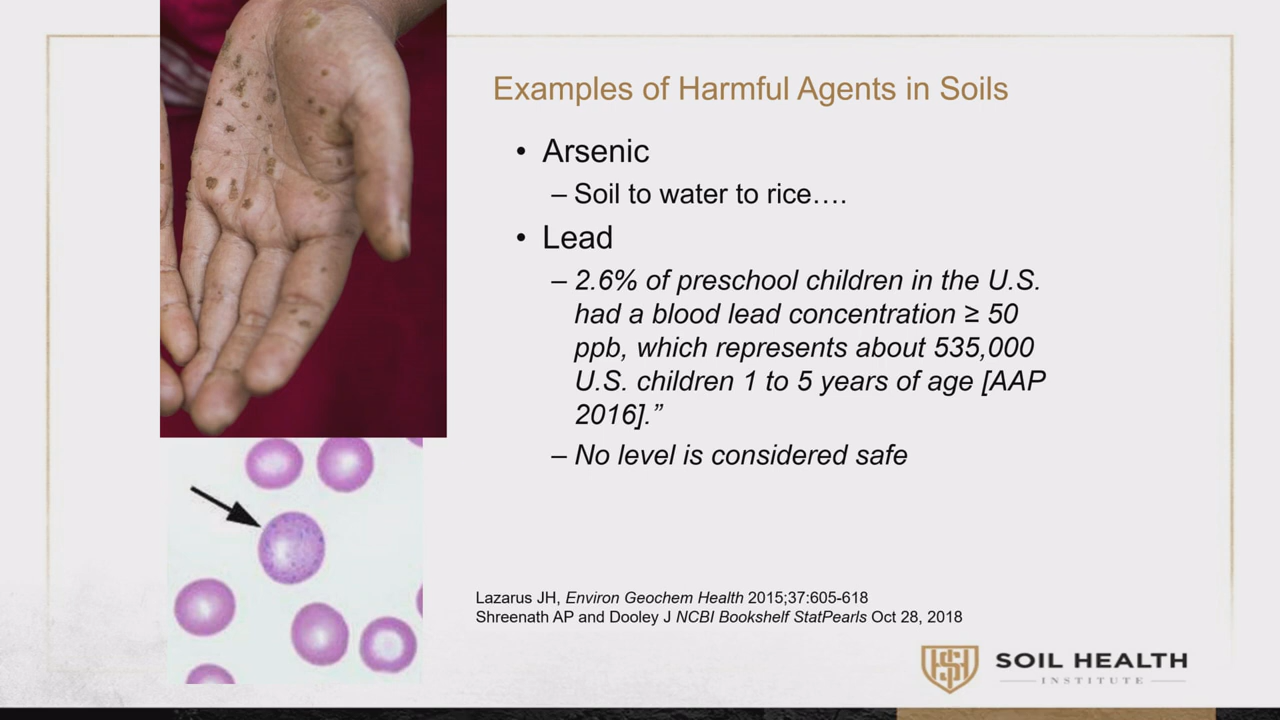 Examples of Harmful Agents in Soils
• Arsenic
– Soil to water to rice….
• Lead
– 2.6% of preschool children in the U.S.
had a blood lead concentration ≥ 50
ppb, which represents about 535,000
U.S. children 1 to 5 years of age [AAP
2016].”
– No level is considered safe
Lazarus JH, Environ Geochem Health 2015;37:605-618
Shreenath AP and Dooley J NCBI Bookshelf StatPearls Oct 28, 2018
SHI
SOIL HEALTH
INSTITUTE